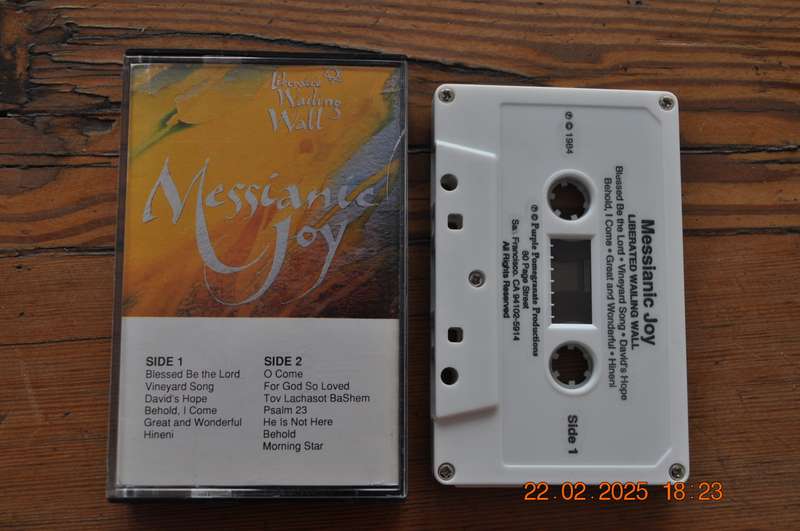 Liberated
Wailing
Wall
Messianic
Joy
SIDE 1
Blessed Be the Lord
Vineyard Song
David's Hope
Behold, I Come
Great and Wonderful
Hineni
SIDE 2
O Come
For God So Loved
Tov Lachasot BaShem
Psalm 23
He is Not Here
Behold
Morning Star
Messianic Joy
LIBERATED WAILING WALL
Blessed Be the Lord • Vineyard Song • David's Hope
Behold, I Come • Great and Wonderful • Hineni
℗ © 1984
Side 1
℗ © Purple Pomegranate Productions
80 Page Street
Sa Francisco, CA 94102-5914
All Rights Reserved
22.02.2025 18:23